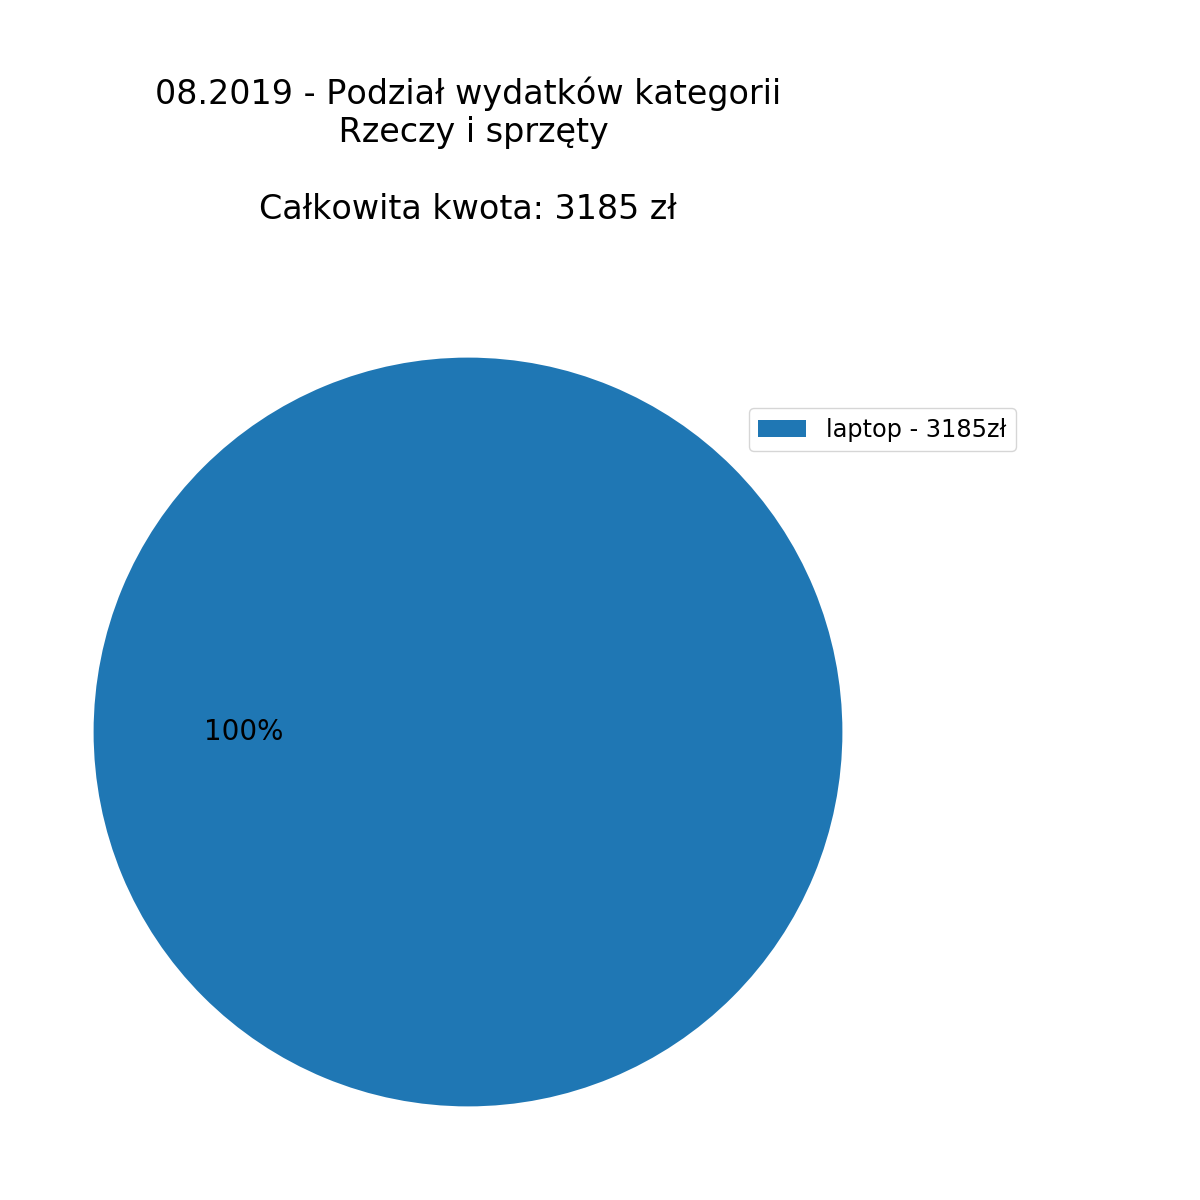 08.2019 - Podział wydatków kategorii
Rzeczy i sprzęty
Całkowita kwota: 3185 zł
laptop - 3185zł
100%